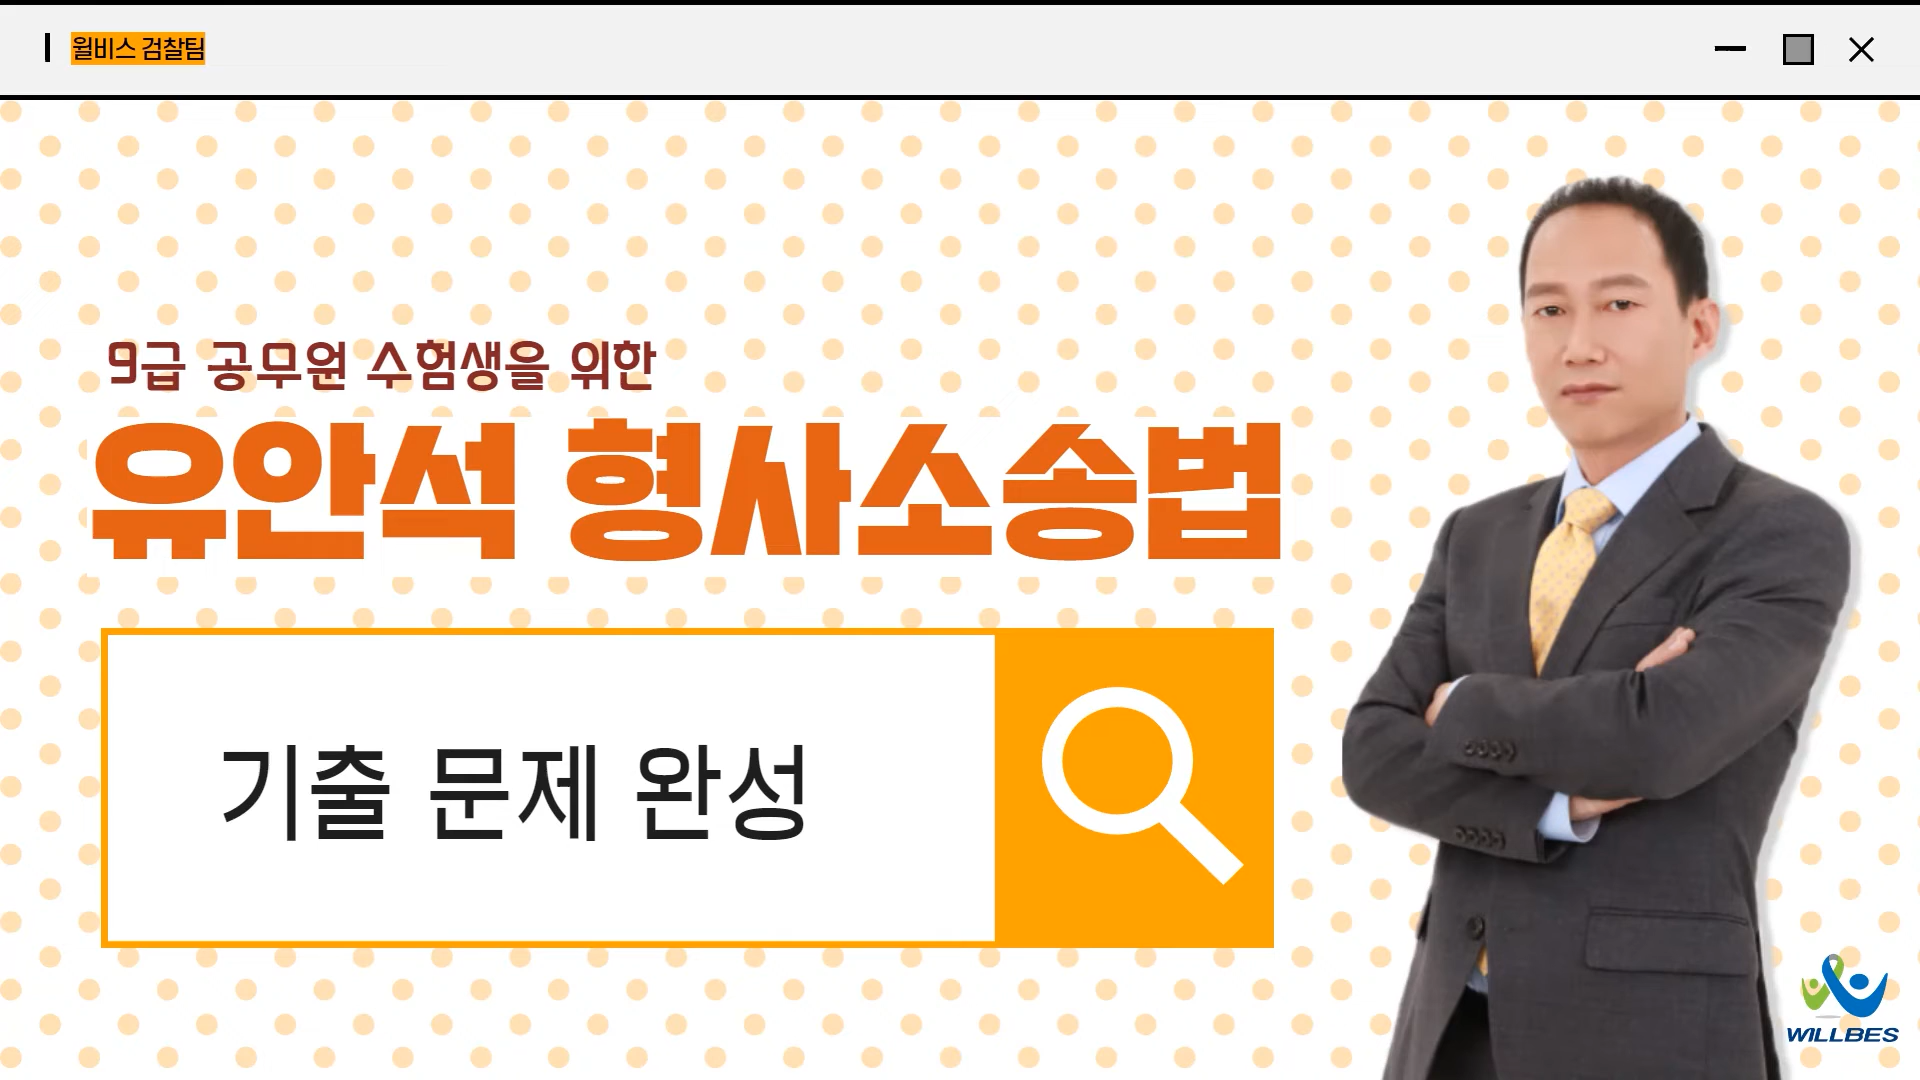 윌비스 검찰팀
9급 공무원 수험생을 위한
유안석 형사소송법
기출 문제 완성
WILLBES